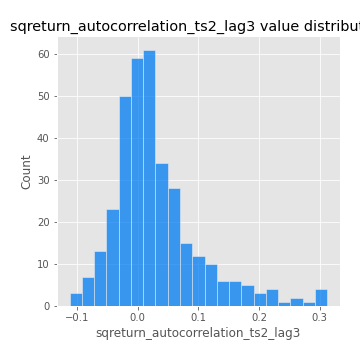 sqreturn_autocorrelation_ts2_lag3 value distribut
Count
60
50
40
30
20
10
0
−0.1 0.0 0.1 0.2 0.3
sqreturn_autocorrelation_ts2_lag3